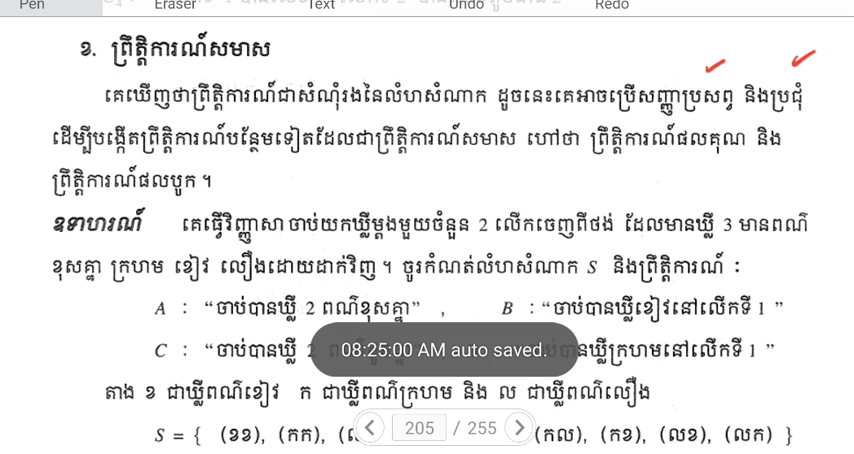 Pen Eraser Text Undo Redo
ខ. ព្រឹត្តិការណ៍សមាស
គេឃើញថាព្រឹត្តិការណ៍ជាសំណុំរងនៃលំហសំណាក ដូចនេះគេអាចប្រើសញ្ញាប្រសព្វ និងប្រជុំ
ដើម្បីបង្កើតព្រឹត្តិការណ៍បន្ថែមទៀតដែលជាព្រឹត្តិការណ៍សមាស ហៅថា ព្រឹត្តិការណ៍ផលគុណ និង
ព្រឹត្តិការណ៍ផលបូក ។
ឧទាហរណ៍ គេធ្វើវិញ្ញាសា ចាប់យកឃ្លីម្តងមួយចំនួន 2 លើកចេញពីថង់ ដែលមានឃ្លី 3 មានពណ៌
ខុសគ្នា ក្រហម ខៀវ លឿងដោយដាក់វិញ ។ ចូរកំណត់លំហសំណាក S និងព្រឹត្តិការណ៍ :
A : “ចាប់បានឃ្លី 2 ពណ៌ខុសគ្នា” , B : “ចាប់បានឃ្លីខៀវនៅលើកទី 1 ”
C : “ចាប់បានឃ្លី 2 ចាប់បានឃ្លីក្រហមនៅលើកទី 1 ”
08:25:00 AM auto saved.
តាង ខ ជាឃ្លីពណ៌ខៀវ ក ជាឃ្លីពណ៌ក្រហម និង ល ជាឃ្លីពណ៌លឿង
S = { (ខខ), (កក), (កល), (កខ), (លខ), (លក) }
205 / 255